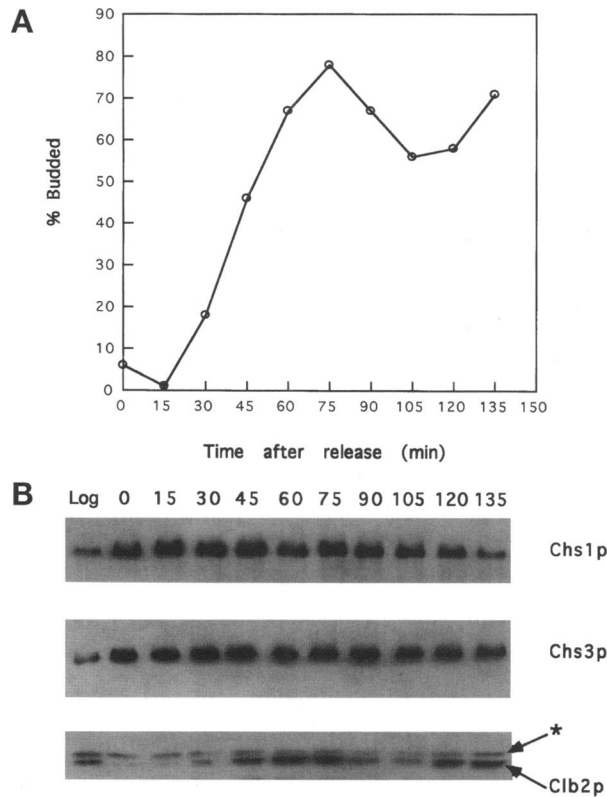 A
90
80
70
60
50
40
30
20
10
0
% Budded
0 15 30 45 60 75 90 105 120 135 150
Time after release (min)
B
Log 0 15 30 45 60 75 90 105 120 135
Chs1p
Chs3p
*
Clb2p